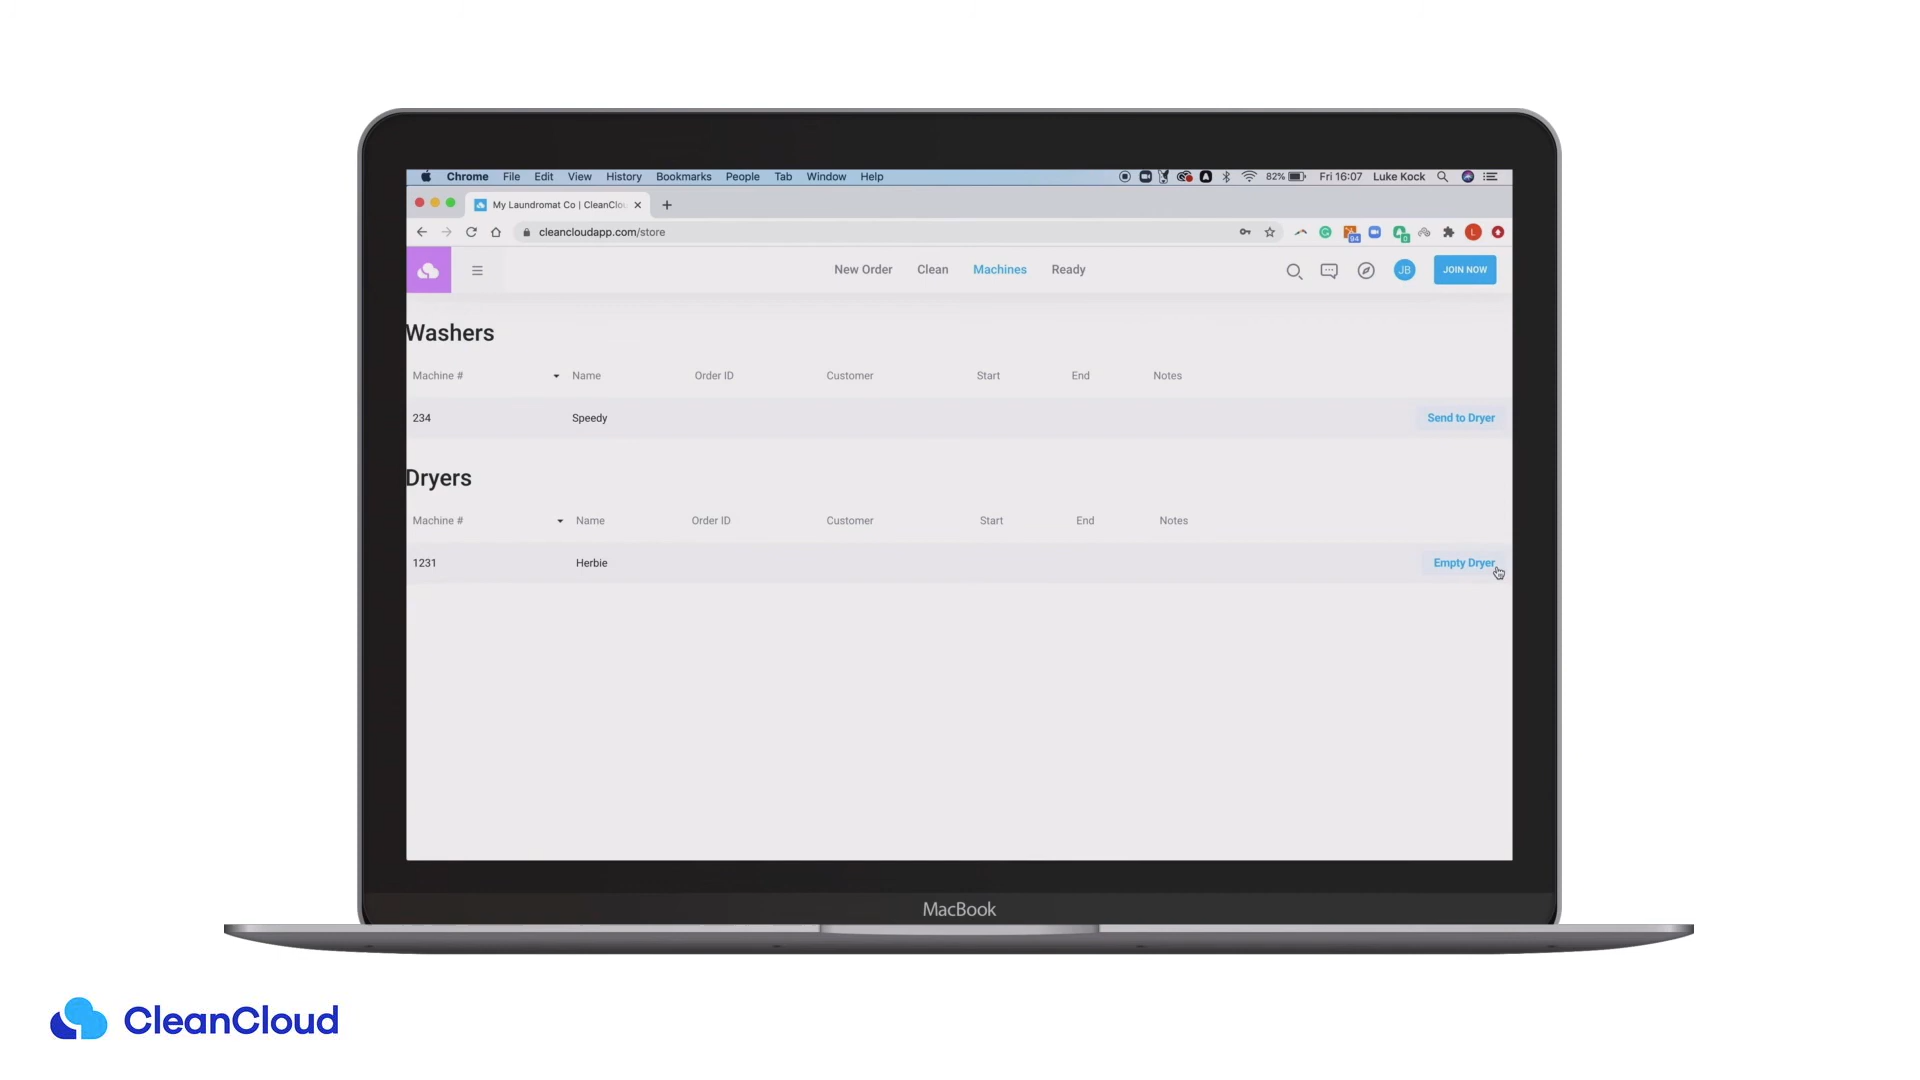 Chrome File Edit View History Bookmarks People Tab Window Help 82% Fri 16:07 Luke Kock
My Laundromat Co | CleanClou
cleancloudapp.com/store 94 0 L
New Order Clean Machines Ready JB JOIN NOW
Washers
Machine # Name Order ID Customer Start End Notes
234 Speedy Send to Dryer
Dryers
Machine # Name Order ID Customer Start End Notes
1231 Herbie Empty Dryer
MacBook
CleanCloud